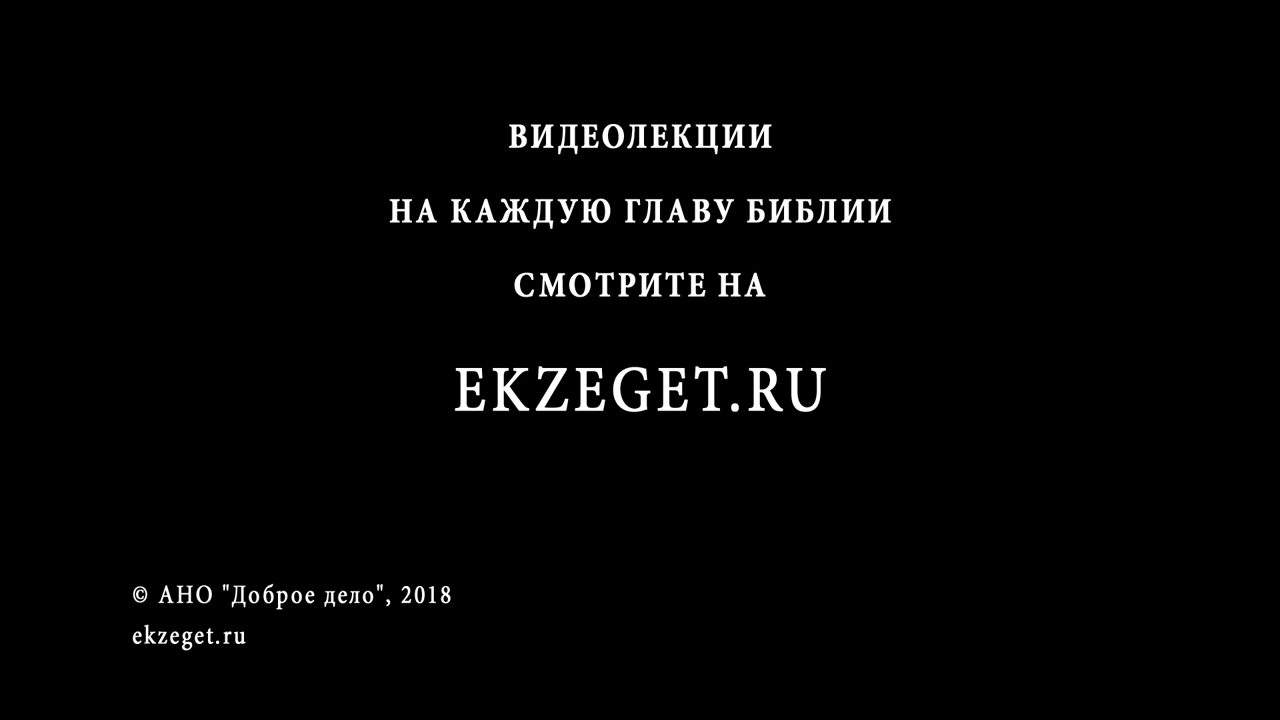 ВИДЕОЛЕКЦИИ
НА КАЖДУЮ ГЛАВУ БИБЛИИ
СМОТРИТЕ НА
EKZEGET.RU
© АНО "Доброе дело", 2018
ekzeget.ru